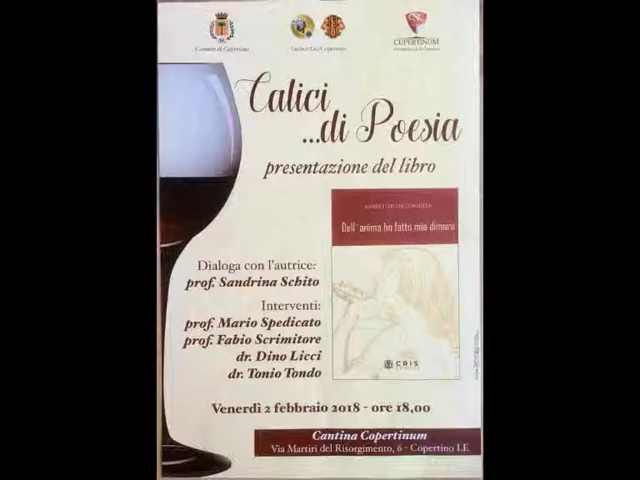 Comune di Copertino
CUPERTINUM
Calici
...di Poesia
presentazione del libro
Dell'anima ho fatto mia dimora
Dialoga con l'autrice:
prof. Sandrina Schito
Interventi:
prof. Mario Spedicato
prof. Fabio Scrimitore
dr. Dino Licci
dr. Tonio Tondo
CRIS
Venerdì 2 febbraio 2018 - ore 18,00
Cantina Copertinum
Via Martiri del Risorgimento, 6 - Copertino LE